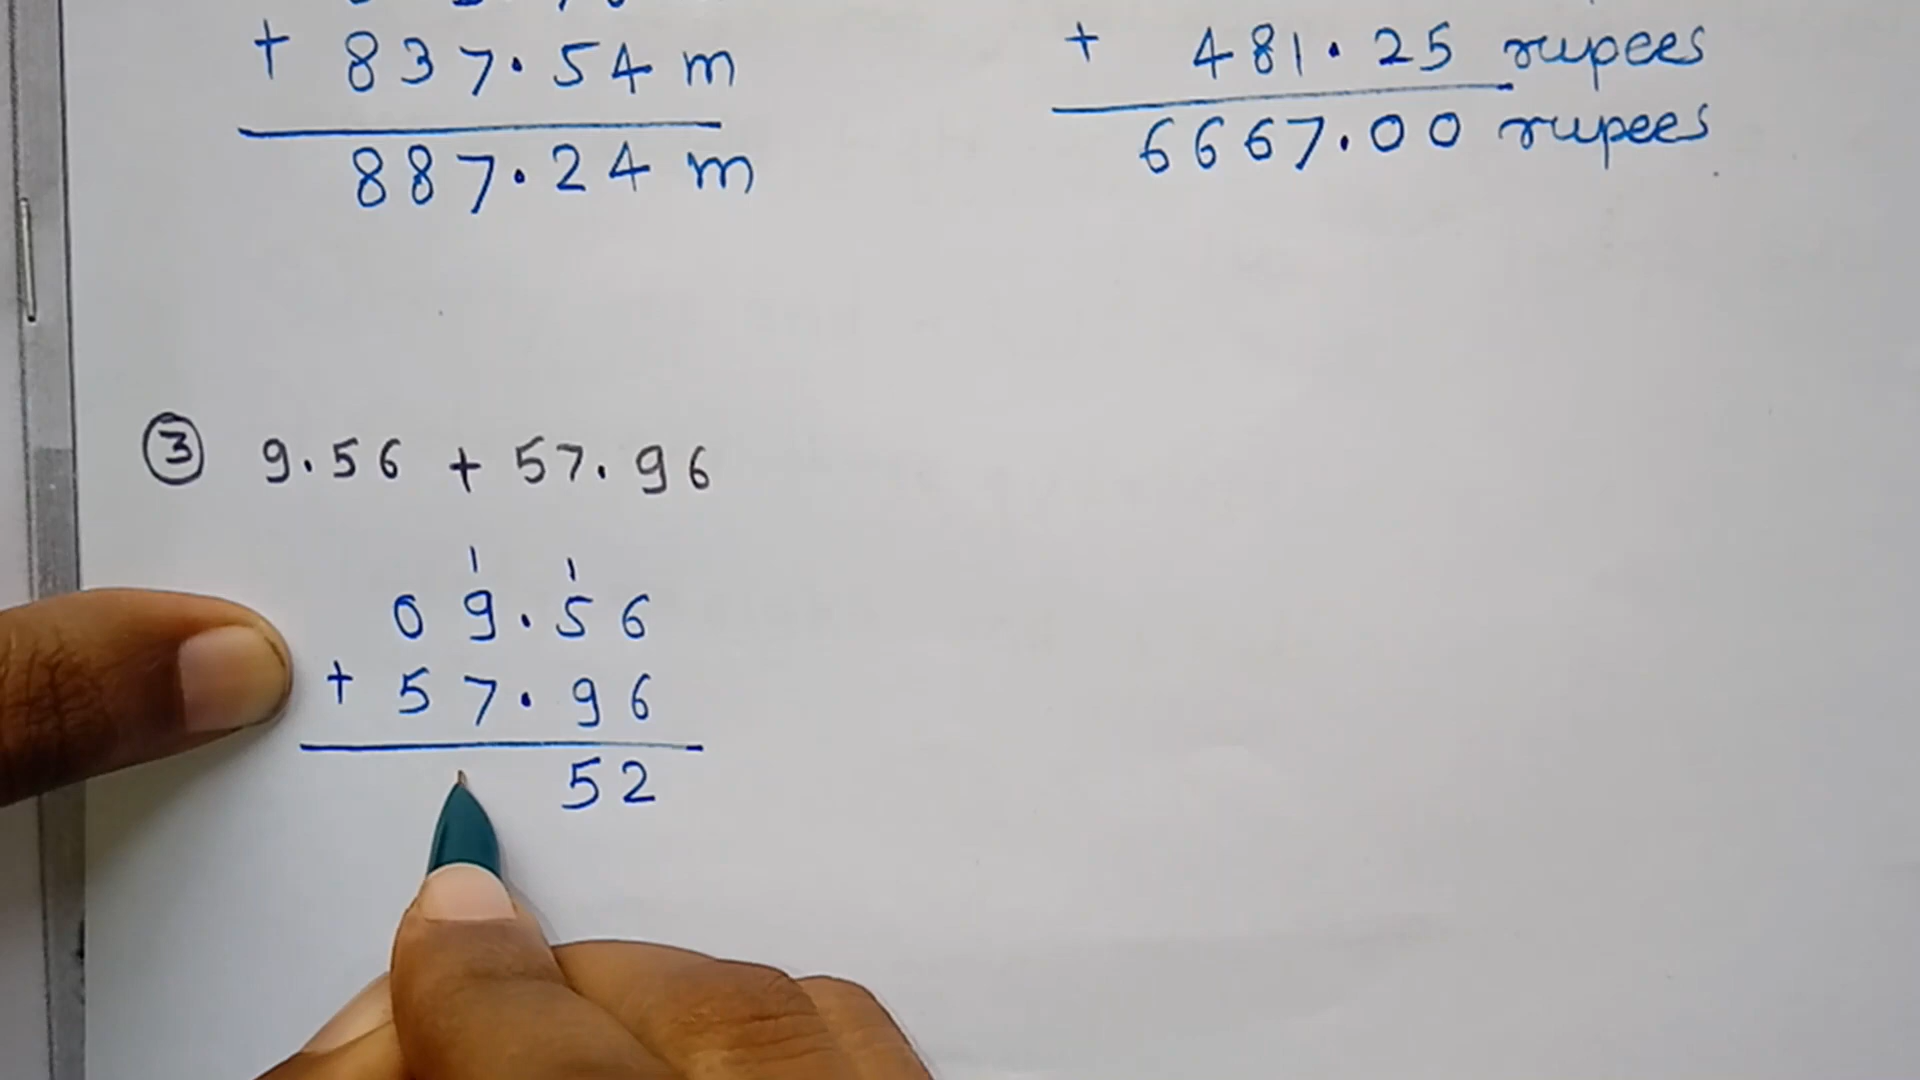 + 837.54 m
887.24 m
+ 481.25 rupees
6667.00 rupees
③ 9.56 + 57.96
1 1
09.56
+ 57.96
52